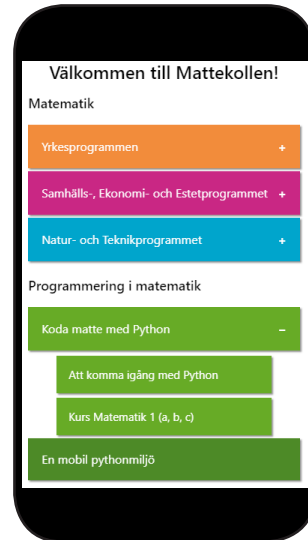 Välkommen till Mattekollen!
Matematik
Yrkesprogrammen +
Samhälls-, Ekonomi- och Estetprogrammet +
Natur- och Teknikprogrammet +
Programmering i matematik
Koda matte med Python −
Att komma igång med Python
Kurs Matematik 1 (a, b, c)
En mobil pythonmiljö